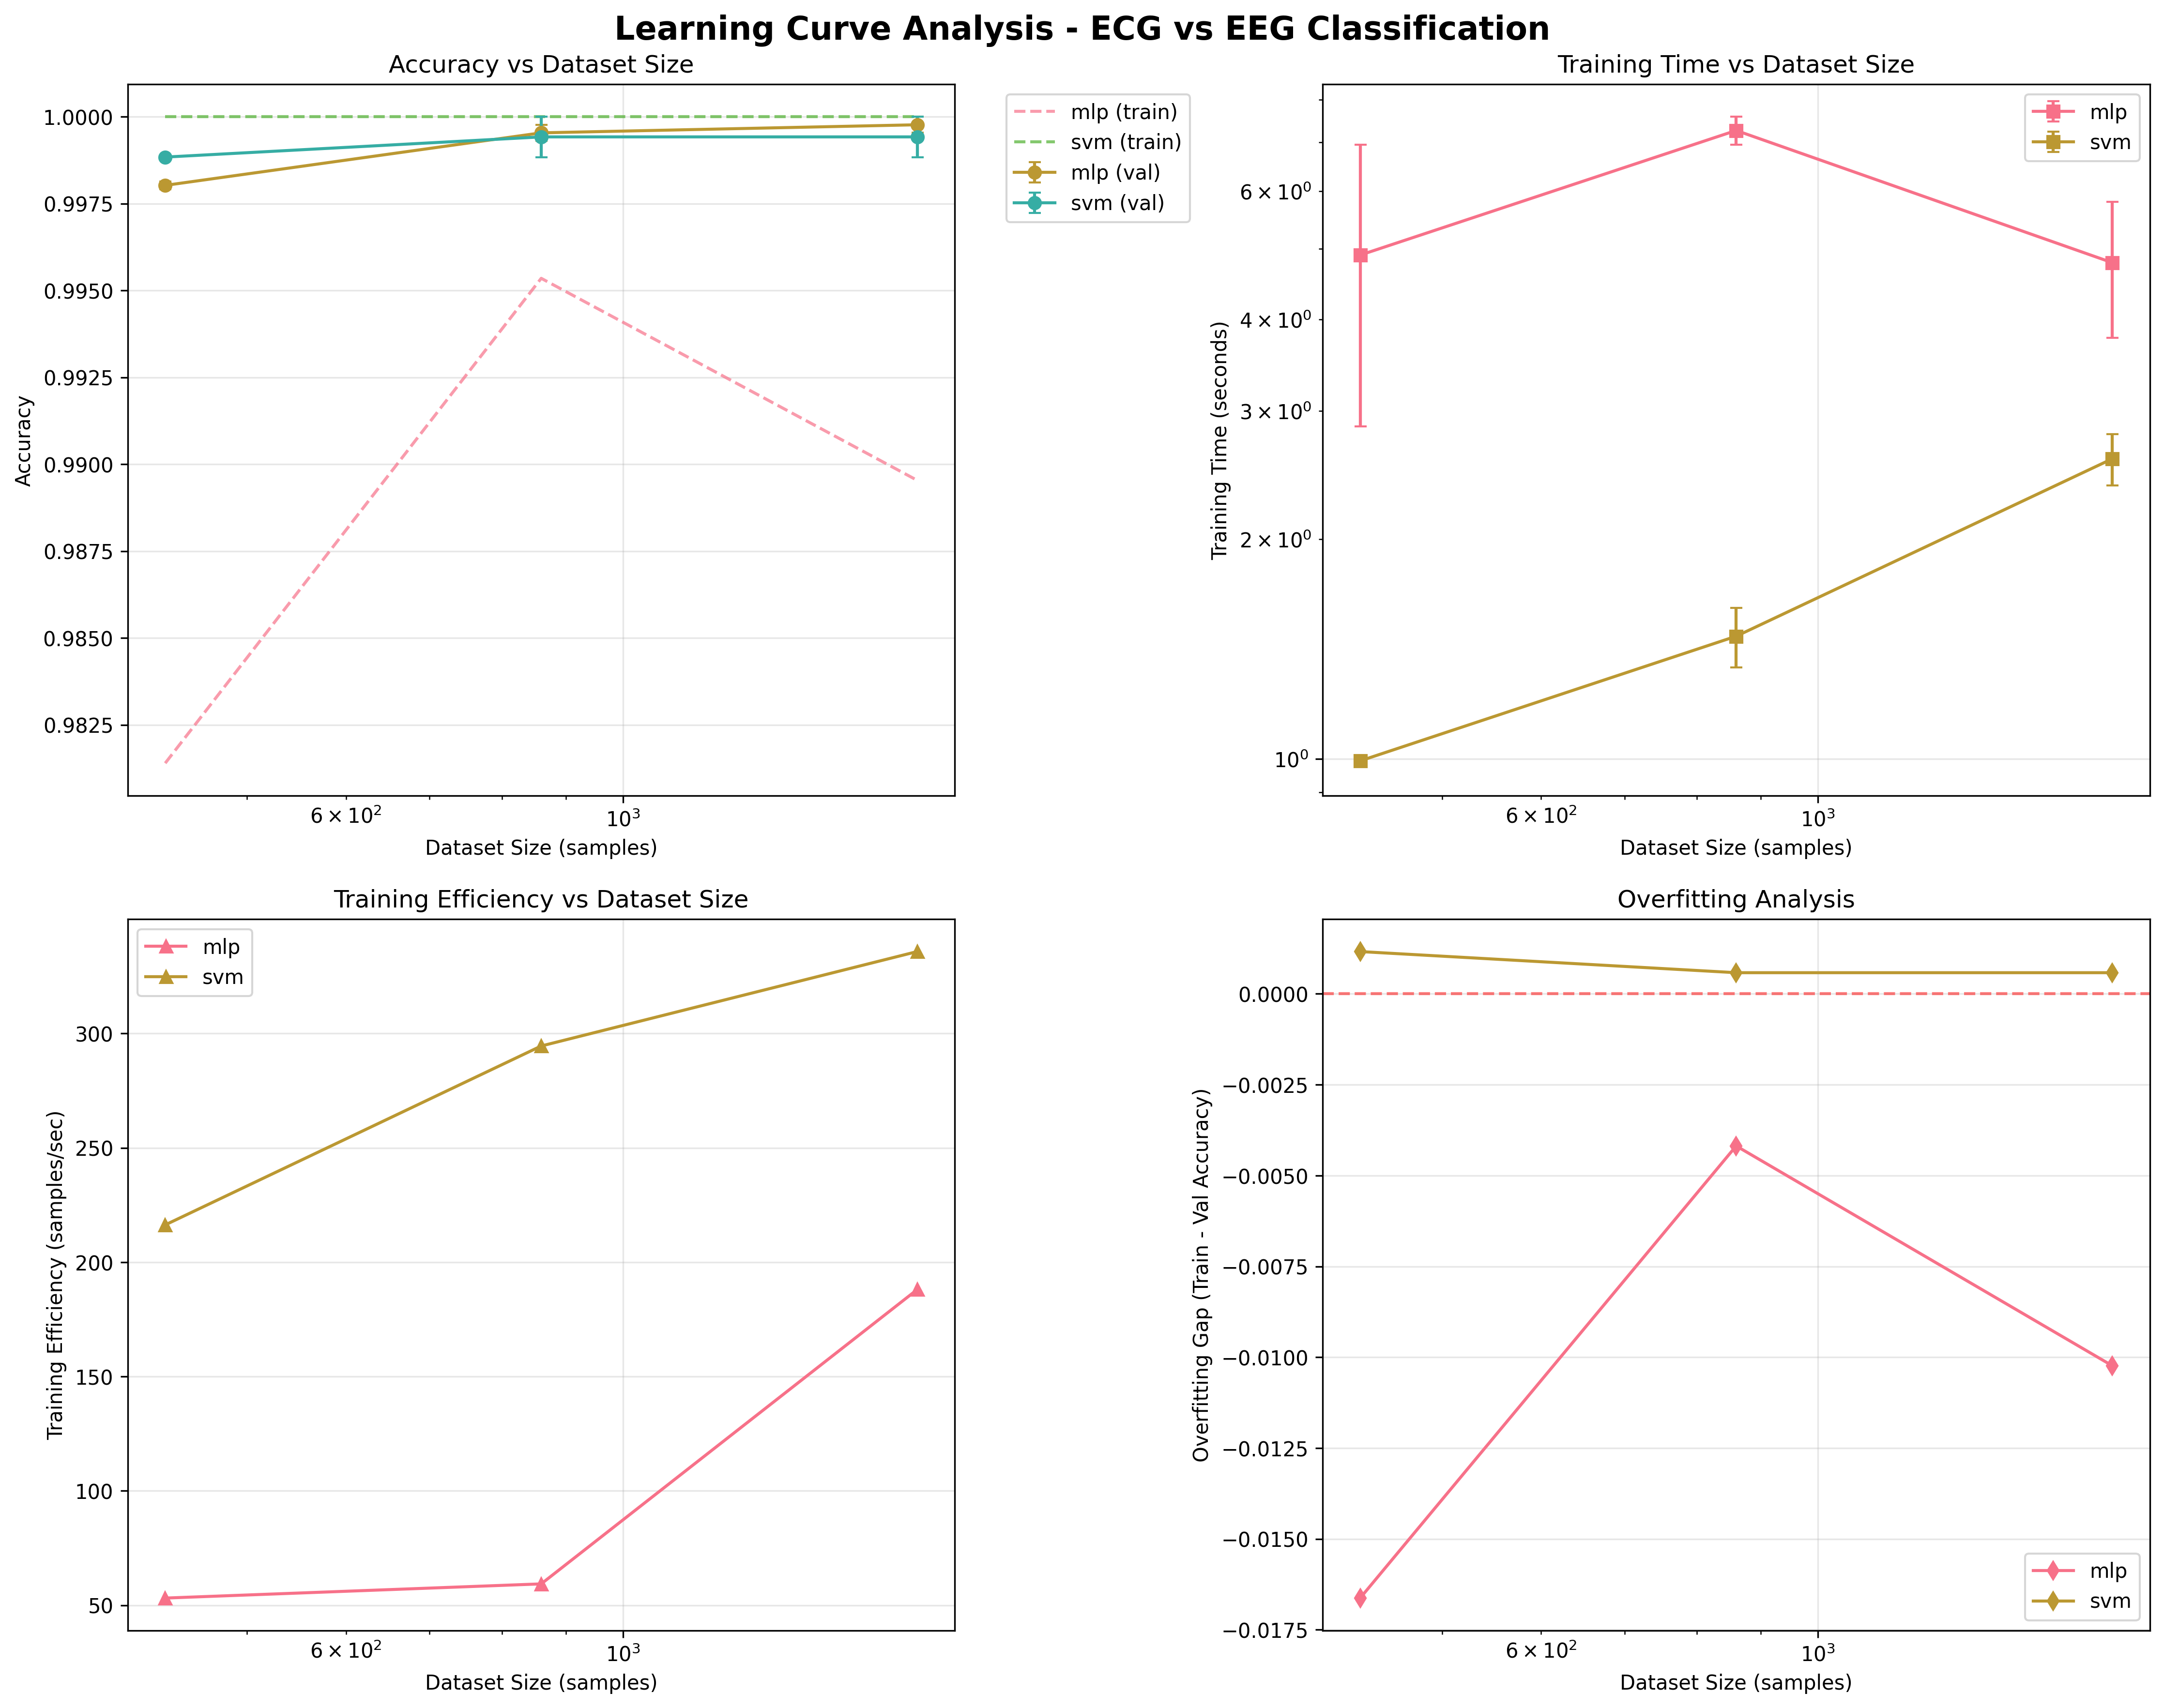 Learning Curve Analysis - ECG vs EEG Classification
Accuracy vs Dataset Size
1.0000
0.9975
0.9950
0.9925
0.9900
0.9875
0.9850
0.9825
Accuracy
6 × 10²
10³
Dataset Size (samples)
mlp (train)
svm (train)
mlp (val)
svm (val)
Training Time vs Dataset Size
6 × 10⁰
4 × 10⁰
3 × 10⁰
2 × 10⁰
10⁰
Training Time (seconds)
6 × 10²
10³
Dataset Size (samples)
mlp
svm
Training Efficiency vs Dataset Size
mlp
svm
300
250
200
150
100
50
Training Efficiency (samples/sec)
6 × 10²
10³
Dataset Size (samples)
Overfitting Analysis
0.0000
−0.0025
−0.0050
−0.0075
−0.0100
−0.0125
−0.0150
−0.0175
Overfitting Gap (Train - Val Accuracy)
6 × 10²
10³
Dataset Size (samples)
mlp
svm